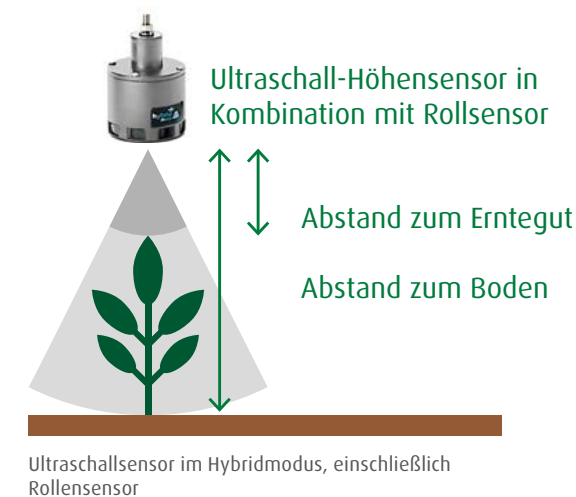 Ultraschall-Höhensensor in
Kombination mit Rollsensor
Abstand zum Erntegut
Abstand zum Boden
Ultraschallsensor im Hybridmodus, einschließlich
Rollensensor